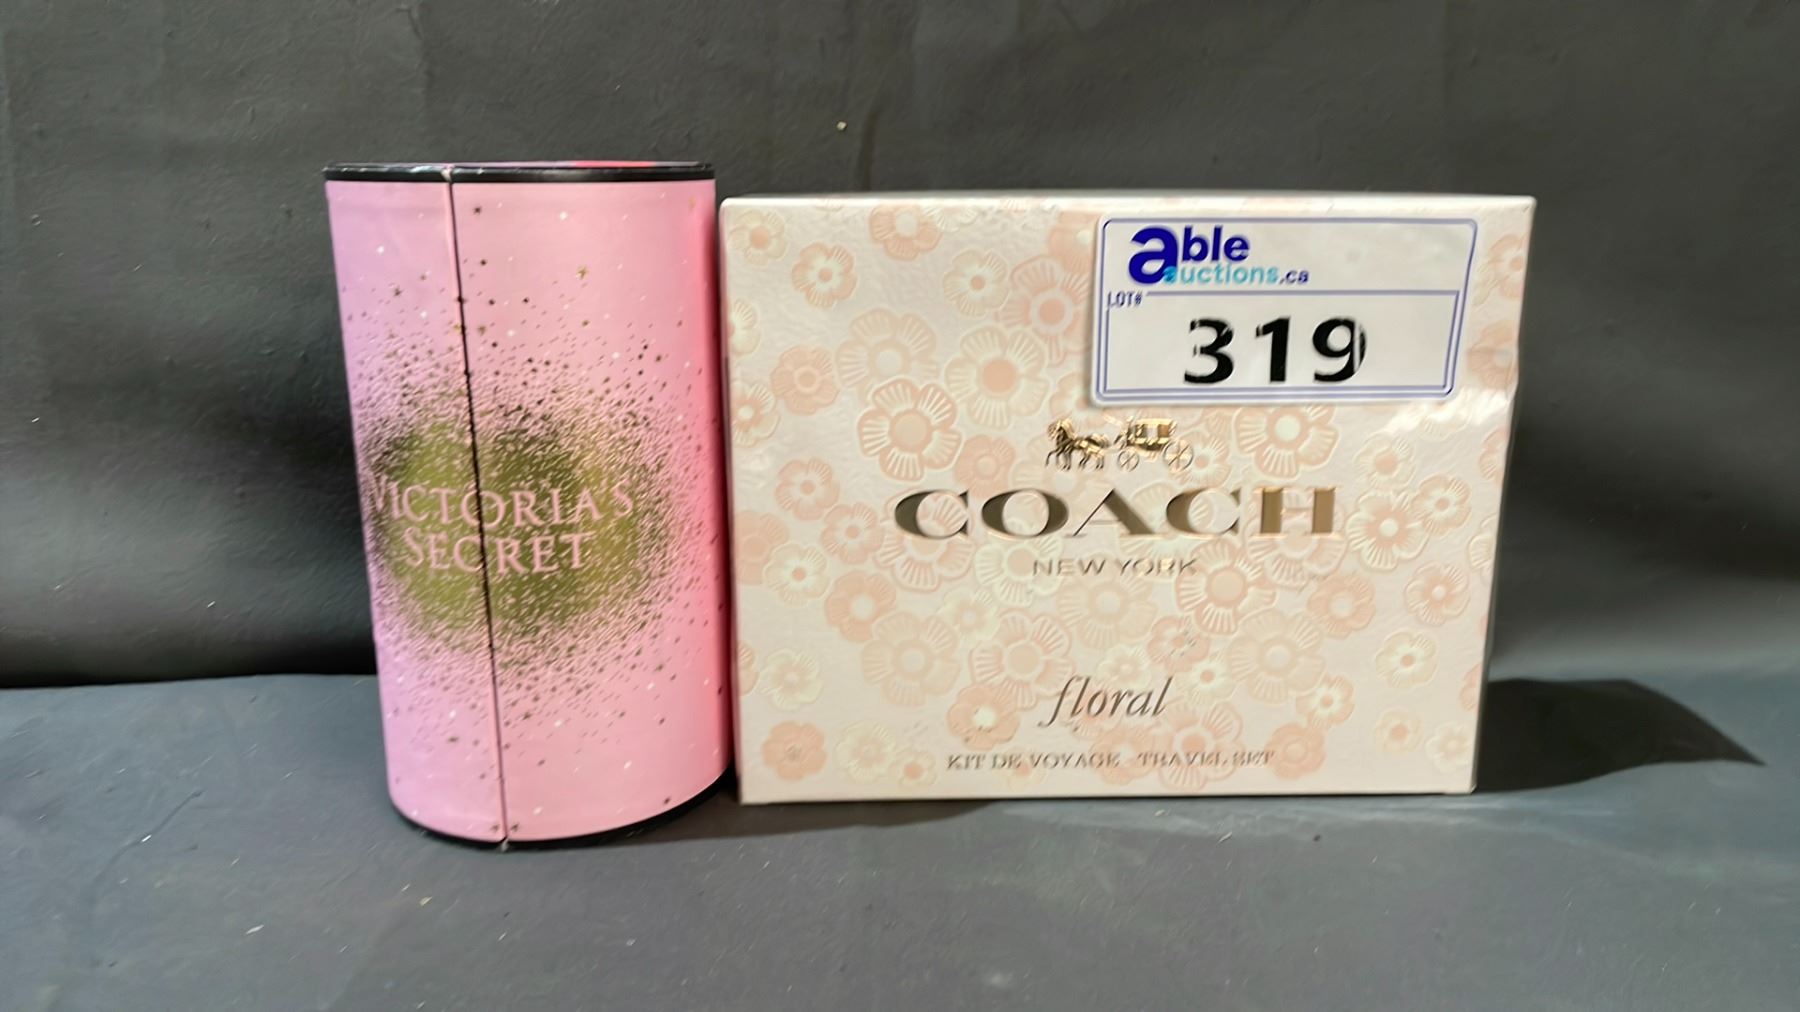 VICTORIA'S
SECRET
able
auctions.ca
LOT#
319
COACH
NEW YORK
floral
KIT DE VOYAGE - TRAVEL SET